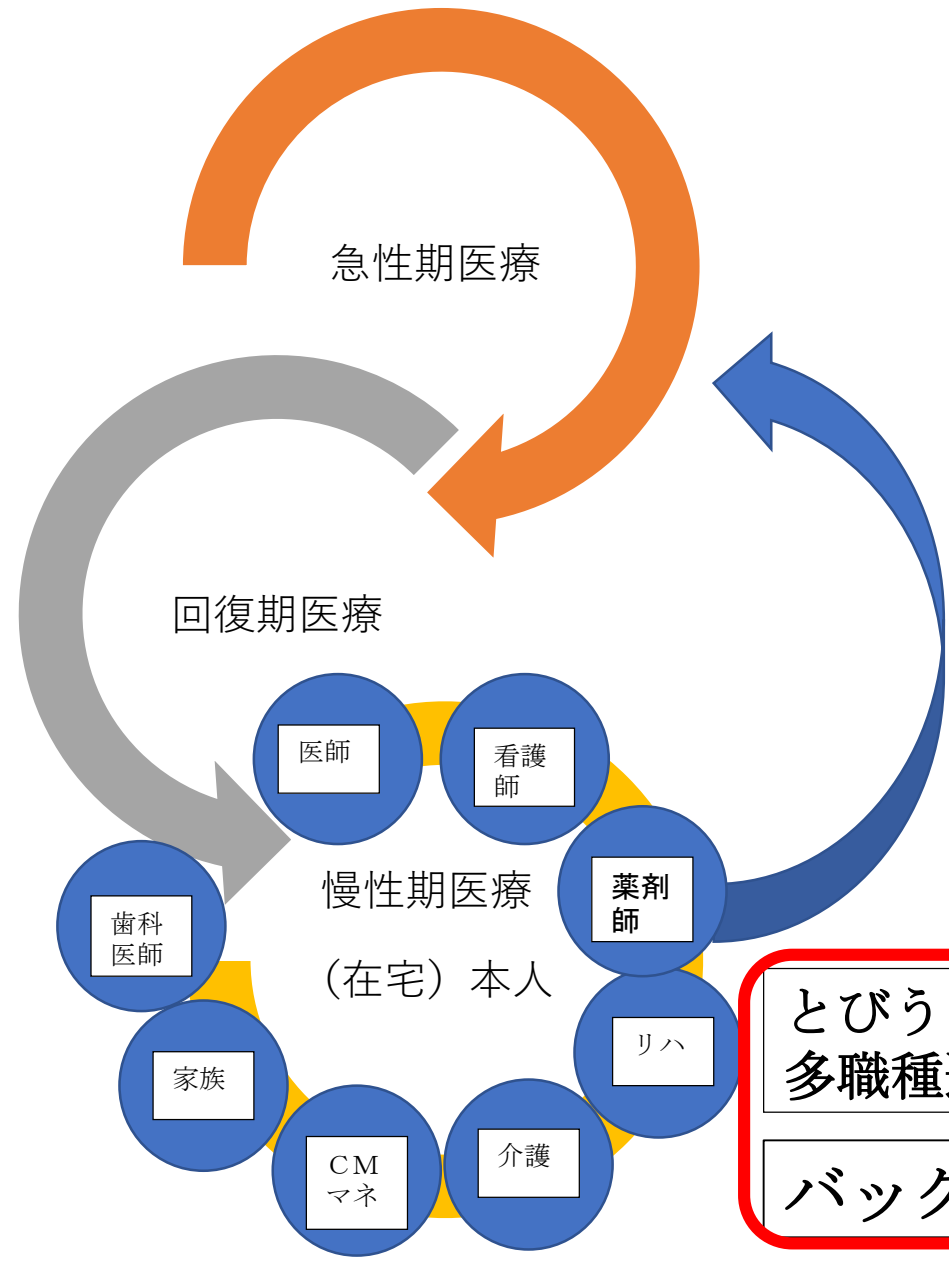 急性期医療
回復期医療
医師
看護
師
慢性期医療
(在宅) 本人
薬剤
師
歯科
医師
リハ
家族
CM
マネ
介護
とびう
多職種
バック